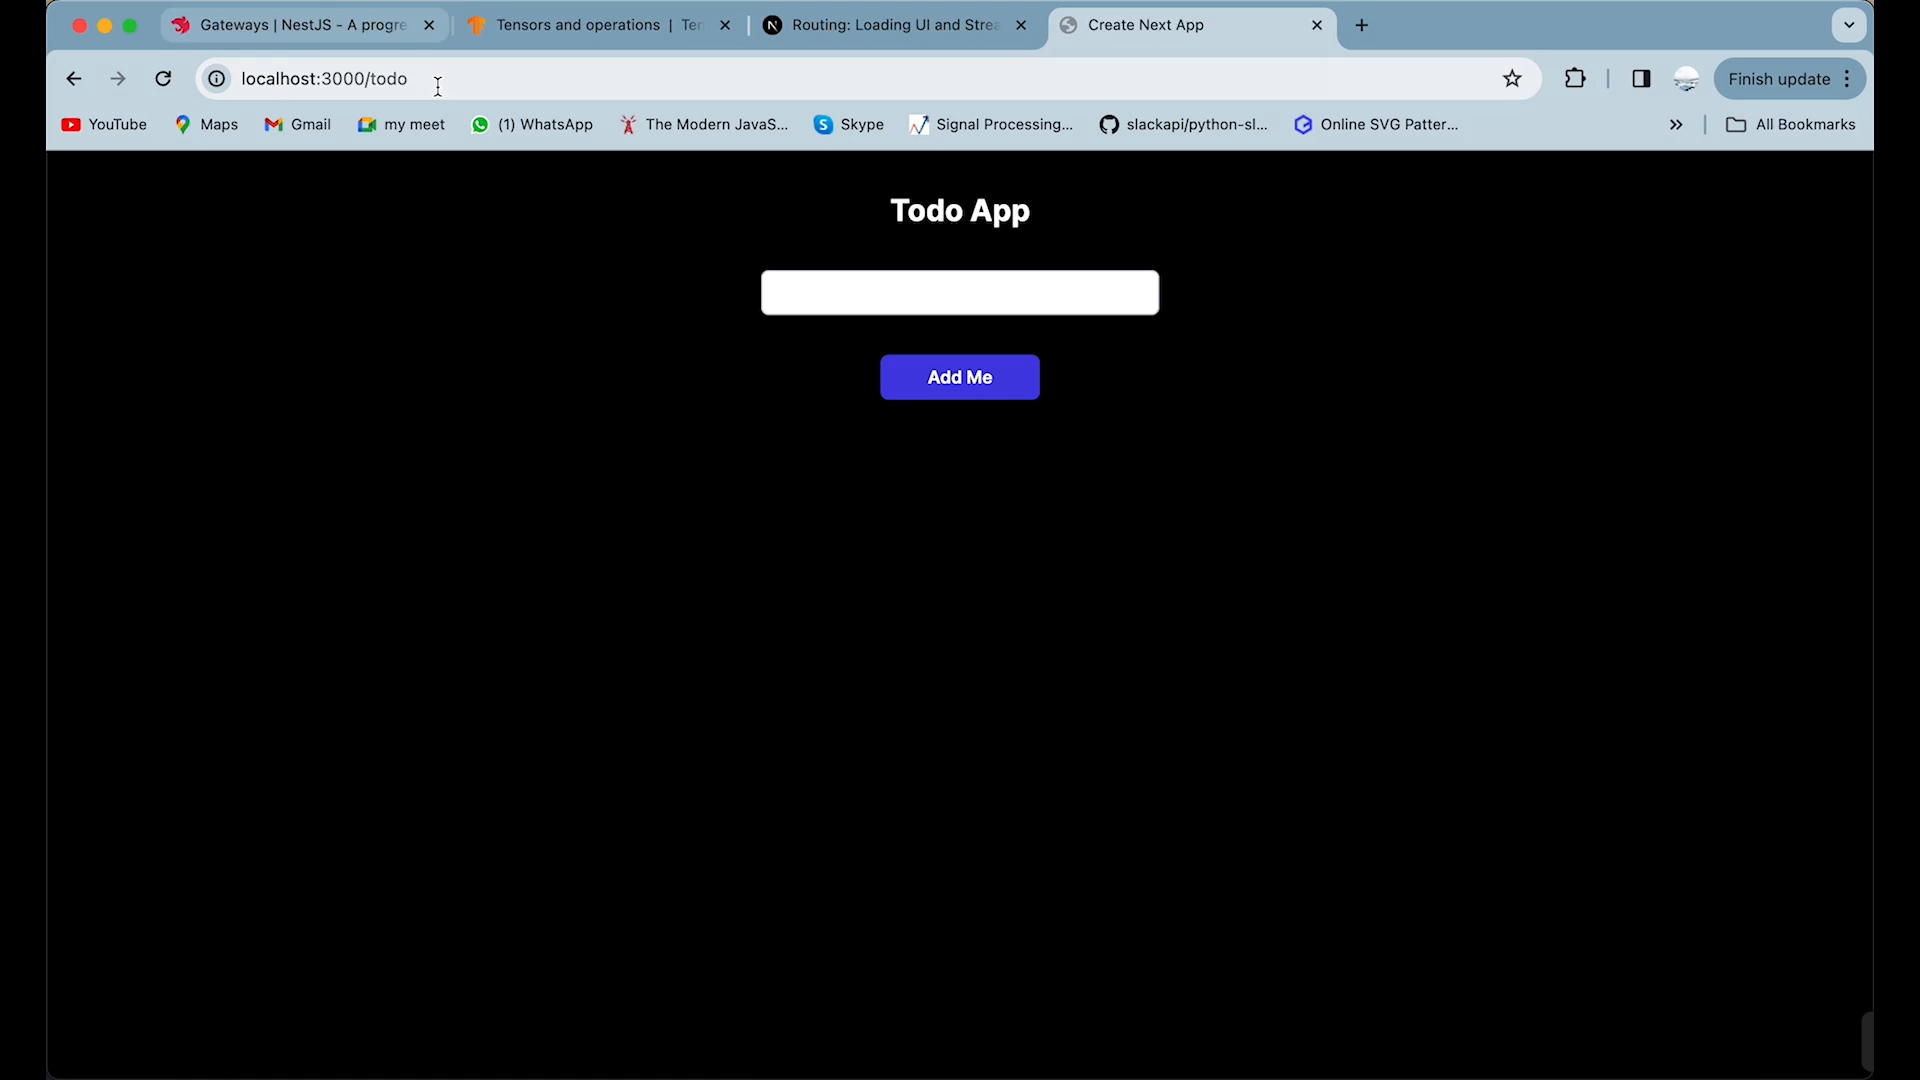 Gateways | NestJS - A progre
Tensors and operations | Ten
Routing: Loading UI and Strea
Create Next App
localhost:3000/todo
Finish update
YouTube
Maps
Gmail
my meet
(1) WhatsApp
The Modern JavaS...
Skype
Signal Processing...
slackapi/python-sl...
Online SVG Patter...
All Bookmarks
Todo App
Add Me